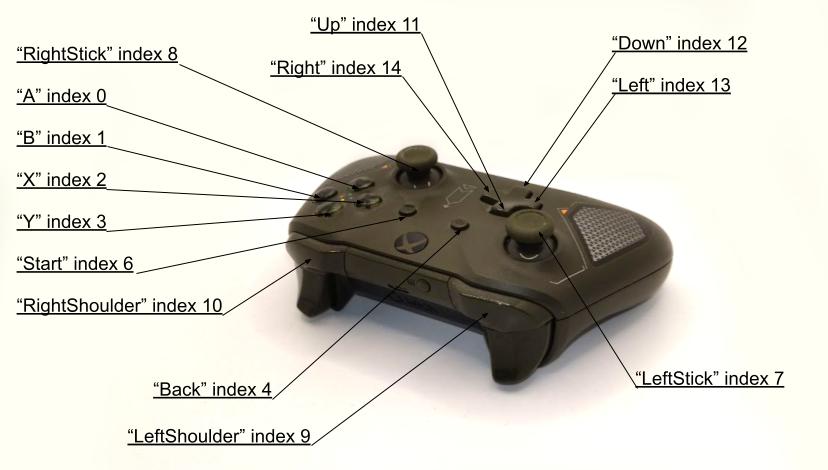 “Up” index 11
“Down” index 12
“RightStick” index 8
“Right” index 14
“Left” index 13
“A” index 0
“B” index 1
“X” index 2
“Y” index 3
“Start” index 6
“RightShoulder” index 10
“LeftStick” index 7
“Back” index 4
“LeftShoulder” index 9